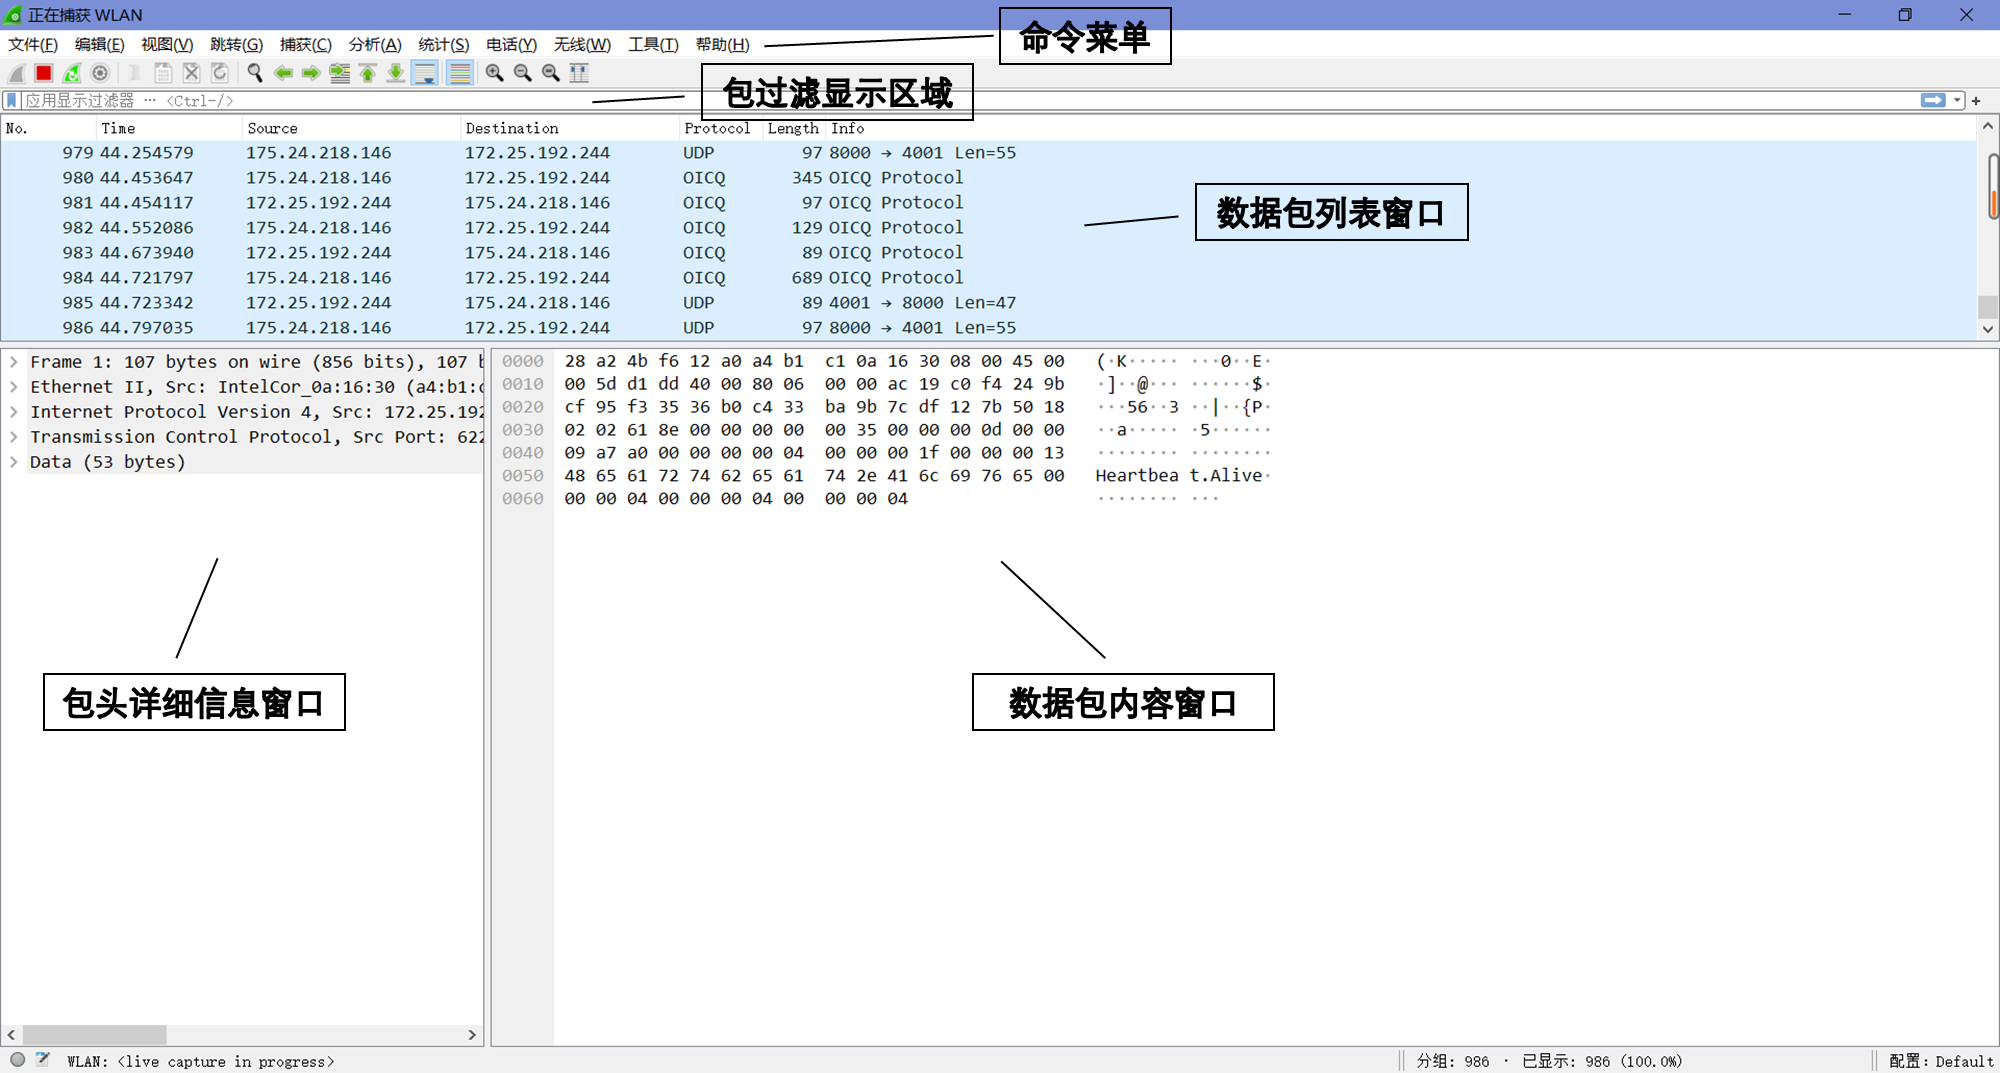 正在捕获 WLAN
文件(F) 编辑(E) 视图(V) 跳转(G) 捕获(C) 分析(A) 统计(S) 电话(Y) 无线(W) 工具(T) 帮助(H)
命令菜单
包过滤显示区域
应用显示过滤器 … <Ctrl-/>
No. Time Source Destination Protocol Length Info
979 44.254579 175.24.218.146 172.25.192.244 UDP 97 8000 → 4001 Len=55
980 44.453647 175.24.218.146 172.25.192.244 OICQ 345 OICQ Protocol
981 44.454117 172.25.192.244 175.24.218.146 OICQ 97 OICQ Protocol
982 44.552086 175.24.218.146 172.25.192.244 OICQ 129 OICQ Protocol
983 44.673940 172.25.192.244 175.24.218.146 OICQ 89 OICQ Protocol
984 44.721797 175.24.218.146 172.25.192.244 OICQ 689 OICQ Protocol
985 44.723342 172.25.192.244 175.24.218.146 UDP 89 4001 → 8000 Len=47
986 44.797035 175.24.218.146 172.25.192.244 UDP 97 8000 → 4001 Len=55
数据包列表窗口
Frame 1: 107 bytes on wire (856 bits), 107 b
Ethernet II, Src: IntelCor_0a:16:30 (a4:b1:c
Internet Protocol Version 4, Src: 172.25.192
Transmission Control Protocol, Src Port: 622
Data (53 bytes)
0000 28 a2 4b f6 12 a0 a4 b1 c1 0a 16 30 08 00 45 00 (·K····· ···0··E·
0010 00 5d d1 dd 40 00 80 06 00 00 ac 19 c0 f4 24 9b ·]··@··· ······$·
0020 cf 95 f3 35 36 b0 c4 33 ba 9b 7c df 12 7b 50 18 ···56··3 ··|··{P·
0030 02 02 61 8e 00 00 00 00 00 35 00 00 00 0d 00 00 ··a····· ·5······
0040 09 a7 a0 00 00 00 00 04 00 00 00 1f 00 00 00 13 ········ ········
0050 48 65 61 72 74 62 65 61 74 2e 41 6c 69 76 65 00 Heartbea t.Alive·
0060 00 00 04 00 00 00 04 00 00 00 04 ········ ···
包头详细信息窗口
数据包内容窗口
WLAN: <live capture in progress>
分组: 986 · 已显示: 986 (100.0%)
配置: Default